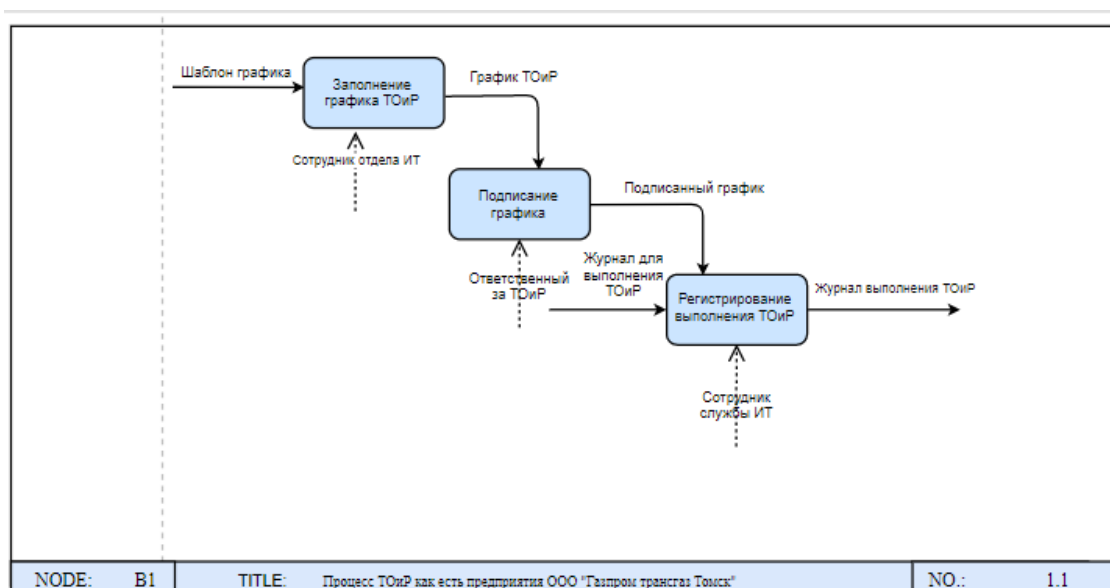 Шаблон графика
Заполнение
графика ТОиР
График ТОиР
Сотрудник отдела ИТ
Подписание
графика
Подписанный график
Ответственный
за ТОиР
Журнал для
выполнения
ТОиР
Регистрирование
выполнения ТОиР
Журнал выполнения ТОиР
Сотрудник
службы ИТ
NODE: B1
TITLE: Процесс ТОиР как есть предприятия ООО "Газпром трансгаз Томск"
NO.: 1.1